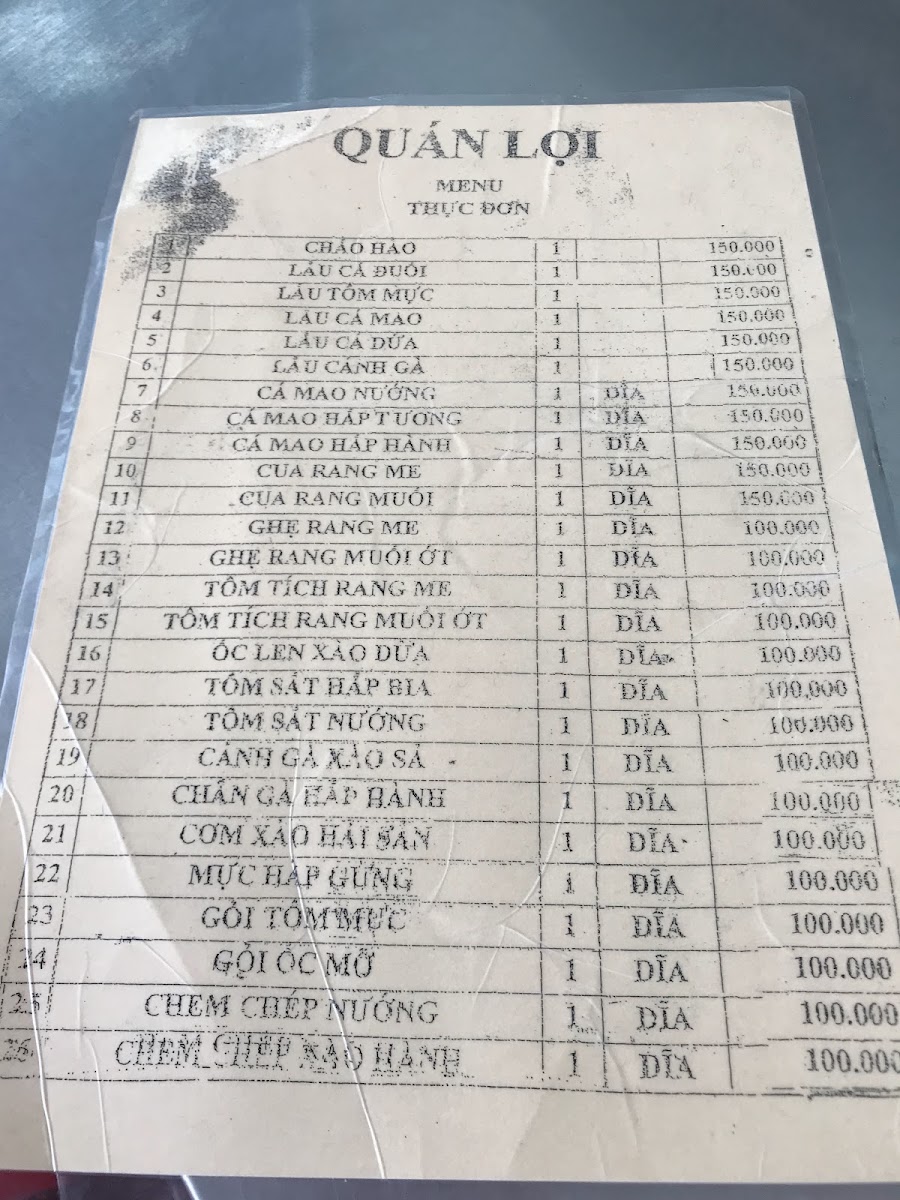 QUÁN LỢI
MENU
THỰC ĐƠN
1 CHÁO HÀO 1 150.000
2 LẨU CÁ ĐUỐI 1 150.000
3 LẨU TÔM MỰC 1 150.000
4 LẨU CÁ MAO 1 150.000
5 LẨU CÁ DỨA 1 150.000
6 LẨU CÁNH GÀ 1 150.000
7 CÁ MAO NƯỚNG 1 DĨA 150.000
8 CÁ MAO HẤP TƯƠNG 1 DĨA 150.000
9 CÁ MAO HẤP HÀNH 1 DĨA 150.000
10 CUA RANG ME 1 DĨA 150.000
11 CUA RANG MUỐI 1 DĨA 150.000
12 GHẸ RANG ME 1 DĨA 100.000
13 GHẸ RANG MUỐI ỚT 1 DĨA 100.000
14 TÔM TÍCH RANG ME 1 DĨA 100.000
15 TÔM TÍCH RANG MUỐI ỚT 1 DĨA 100.000
16 ỐC LEN XÀO DỪA 1 DĨA 100.000
17 TÔM SẮT HẤP BIA 1 DĨA 100.000
18 TÔM SẮT NƯỚNG 1 DĨA 100.000
19 CÁNH GÀ XÀO SẢ 1 DĨA 100.000
20 CHÂN GÀ HẤP HÀNH 1 DĨA 100.000
21 CƠM XÀO HẢI SẢN 1 DĨA 100.000
22 MỰC HẤP GỪNG 1 DĨA 100.000
23 GỎI TÔM MỰC 1 DĨA 100.000
24 GỎI ỐC MỠ 1 DĨA 100.000
25 CHEM CHÉP NƯỚNG 1 DĨA 100.000
26 CHEM CHÉP XÀO HÀNH 1 DĨA 100.000